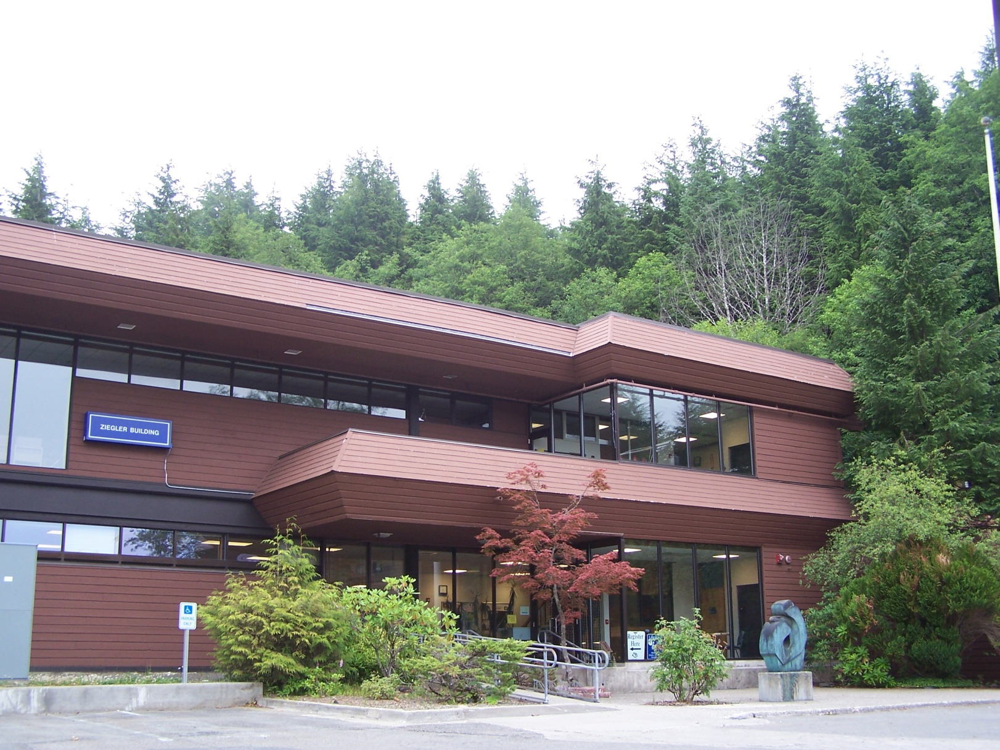 ZIEGLER BUILDING
PARKING
ONLY
Register
Here